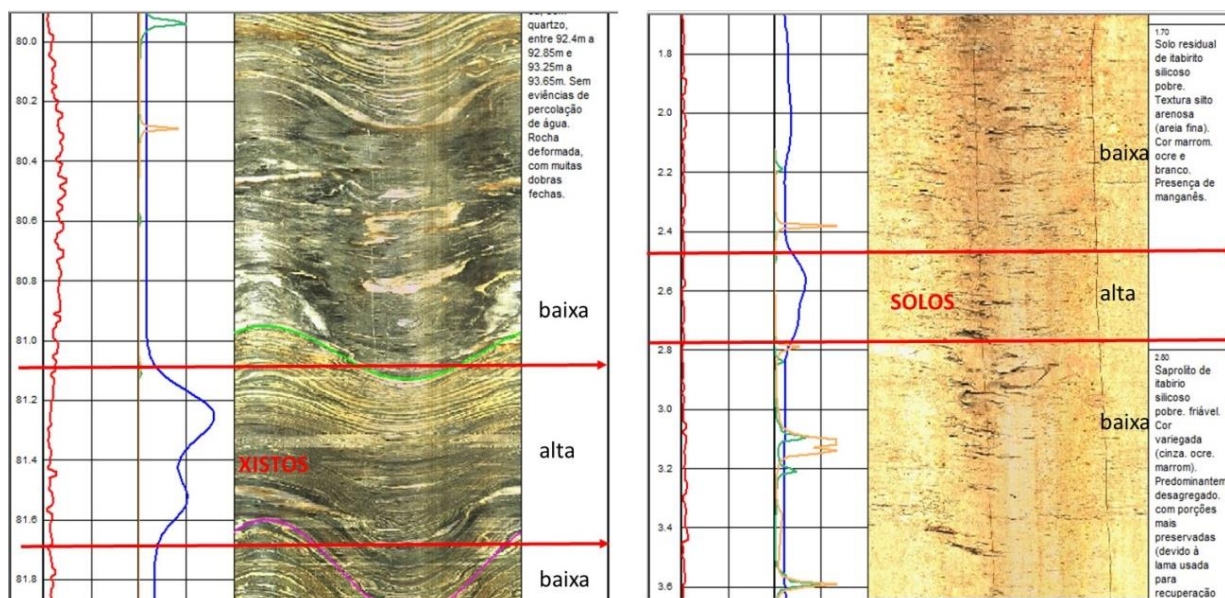 80.0
80.2
80.4
80.6
80.8
81.0
81.2
81.4
81.6
81.8
quartzo,
entre 92.4m a
92.85m e
93.25m a
93.65m. Sem
eviências de
percolação
de água.
Rocha
deformada,
com muitas
dobras
fechas.
baixa
XISTOS
alta
baixa
1.8
2.0
2.2
2.4
2.6
2.8
3.0
3.2
3.4
3.6
1.70
Solo residual
de itabirito
silicoso
pobre.
Textura silto
arenosa
(areia fina).
Cor marrom.
ocre e
branco.
Presença de
manganês.
baixa
SOLOS
alta
2.80
Saprolito de
itabirio
silicoso
pobre. friável.
Cor
variegada
(cinza. ocre.
marrom).
Predominantem
desagregado.
com porções
mais
preservadas
(devido à
lama usada
para
recuperação
baixa